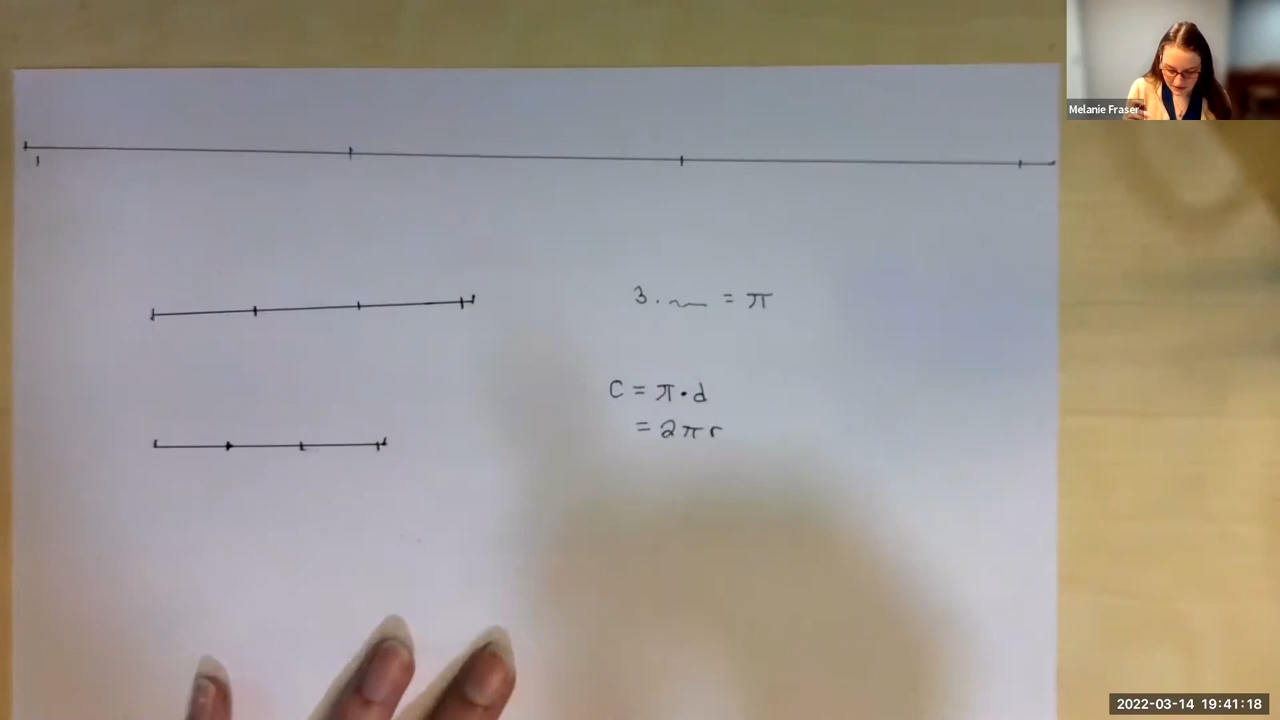 Melanie Fraser
3. = π
C = π·d
= 2πr
2022-03-14 19:41:18